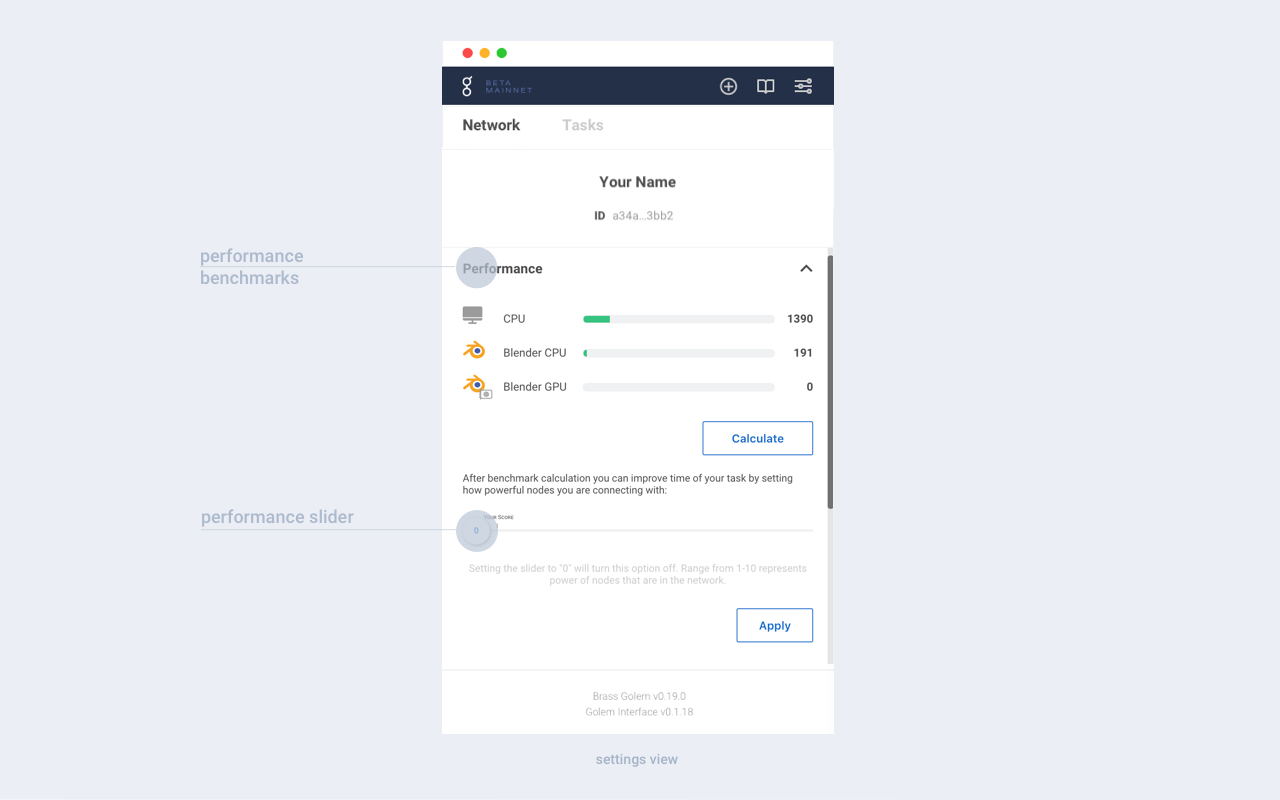 BETA
MAINNET
Network Tasks
Your Name
ID a34a...3bb2
performance
benchmarks
Performance
CPU 1390
Blender CPU 191
Blender GPU 0
Calculate
After benchmark calculation you can improve time of your task by setting
how powerful nodes you are connecting with:
performance slider
Your Score
0
Setting the slider to "0" will turn this option off. Range from 1-10 represents
power of nodes that are in the network.
Apply
Brass Golem v0.19.0
Golem Interface v0.1.18
settings view